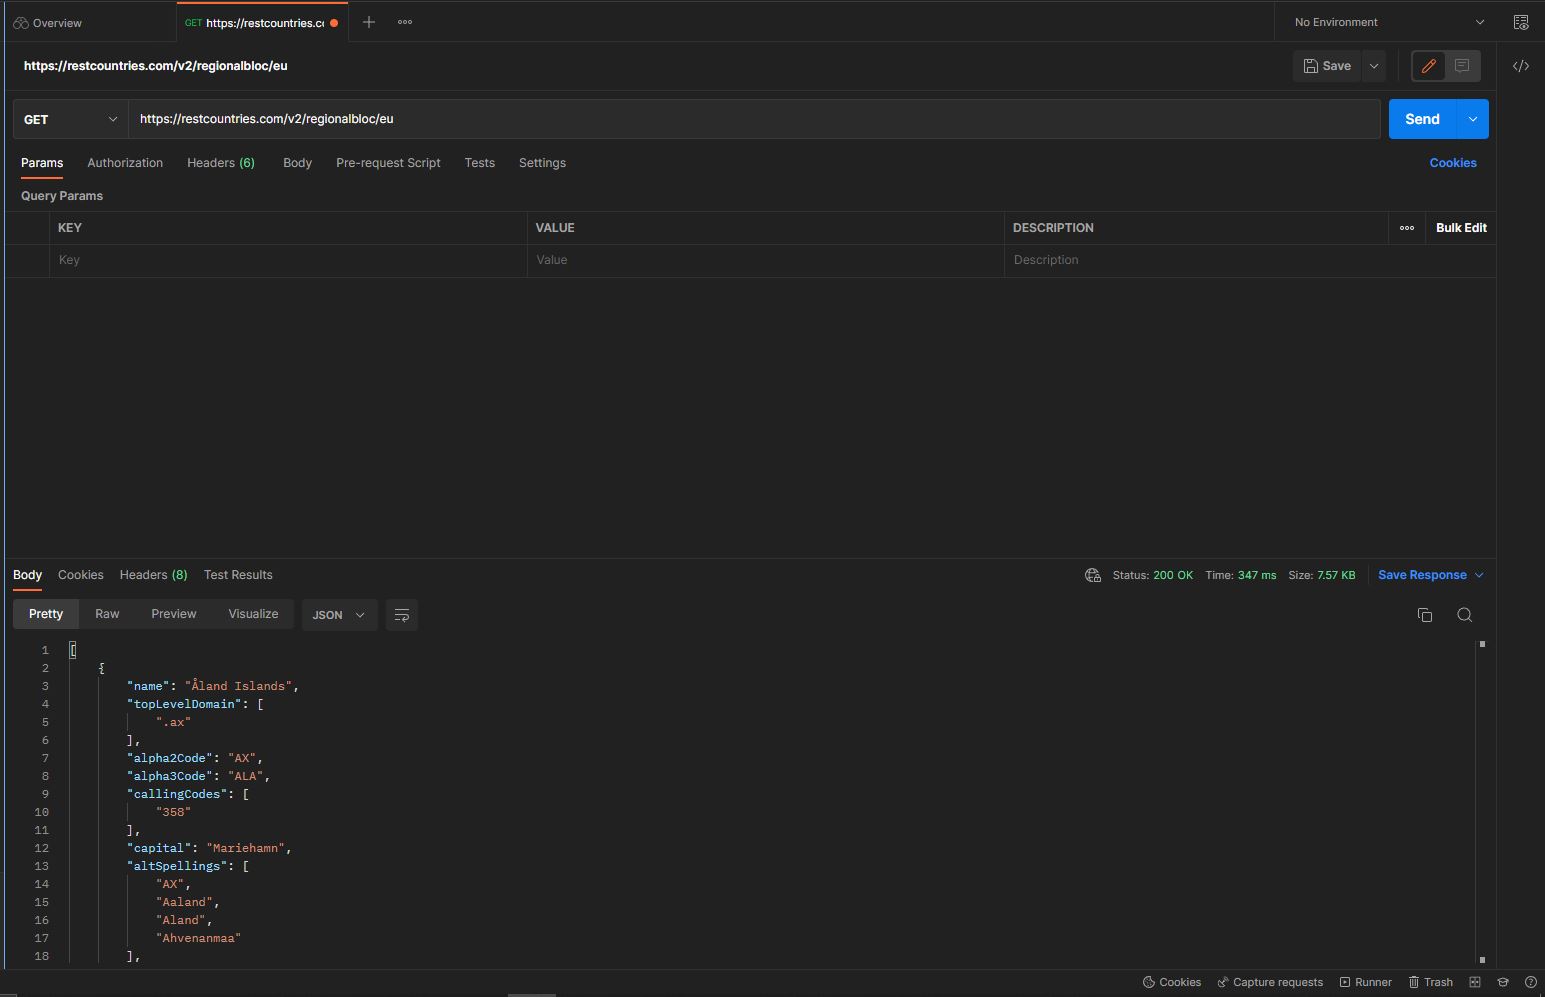 Overview
GET https://restcountries.co
No Environment
https://restcountries.com/v2/regionalbloc/eu
Save
GET
https://restcountries.com/v2/regionalbloc/eu
Send
Params Authorization Headers (6) Body Pre-request Script Tests Settings Cookies
Query Params
KEY VALUE DESCRIPTION Bulk Edit
Key Value Description
Body Cookies Headers (8) Test Results Status: 200 OK Time: 347 ms Size: 7.57 KB Save Response
Pretty Raw Preview Visualize JSON
1 [
2 {
3 "name": "Åland Islands",
4 "topLevelDomain": [
5 ".ax"
6 ],
7 "alpha2Code": "AX",
8 "alpha3Code": "ALA",
9 "callingCodes": [
10 "358"
11 ],
12 "capital": "Mariehamn",
13 "altSpellings": [
14 "AX",
15 "Aaland",
16 "Aland",
17 "Ahvenanmaa"
18 ],
Cookies Capture requests Runner Trash